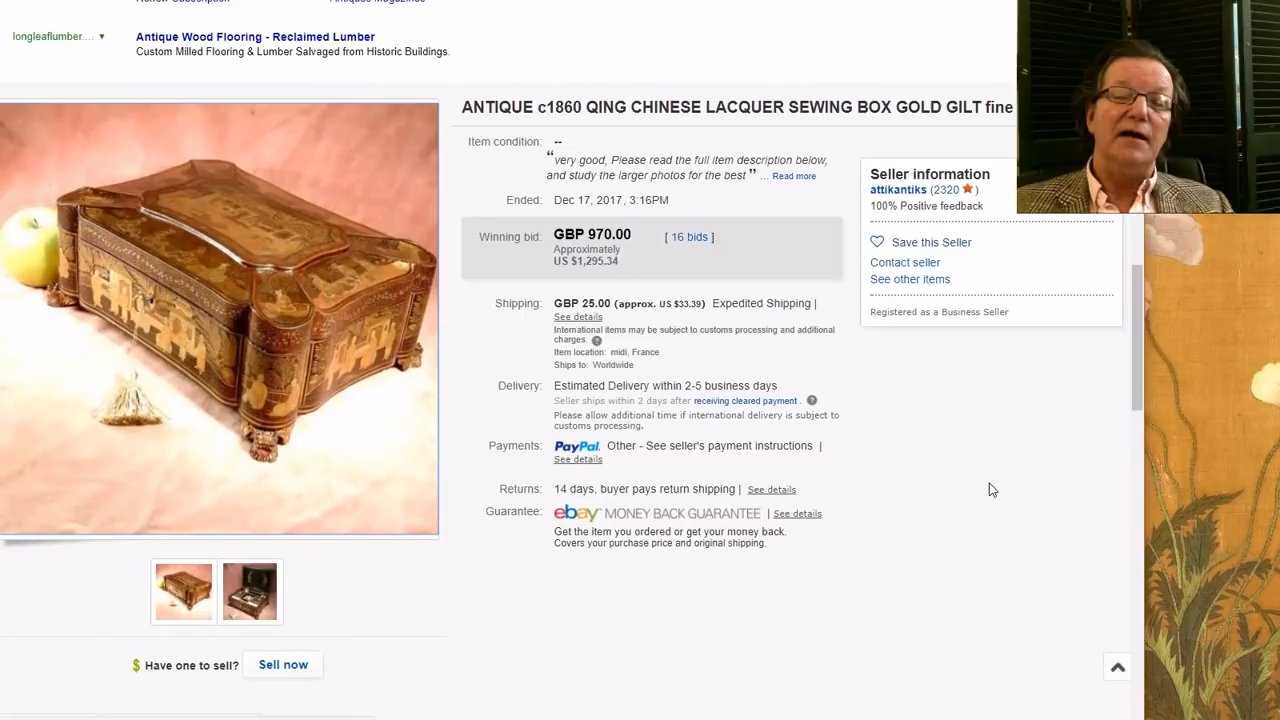 longleaflumber.... ▼
Antique Wood Flooring - Reclaimed Lumber
Custom Milled Flooring & Lumber Salvaged from Historic Buildings.
ANTIQUE c1860 QING CHINESE LACQUER SEWING BOX GOLD GILT fine
Item condition: --
“very good, Please read the full item description below,
and study the larger photos for the best ” ... Read more
Ended: Dec 17, 2017, 3:16PM
Winning bid: GBP 970.00 [ 16 bids ]
Approximately
US $1,295.34
Shipping: GBP 25.00 (approx. US $33.39) Expedited Shipping |
See details
International items may be subject to customs processing and additional
charges. ?
Item location: midi, France
Ships to: Worldwide
Delivery: Estimated Delivery within 2-5 business days
Seller ships within 2 days after receiving cleared payment . ?
Please allow additional time if international delivery is subject to
customs processing.
Payments: PayPal Other - See seller's payment instructions |
See details
Returns: 14 days, buyer pays return shipping | See details
Guarantee: ebay MONEY BACK GUARANTEE | See details
Get the item you ordered or get your money back.
Covers your purchase price and original shipping.
Seller information
attikantiks (2320 ★ )
100% Positive feedback
Save this Seller
Contact seller
See other items
Registered as a Business Seller
$ Have one to sell? Sell now